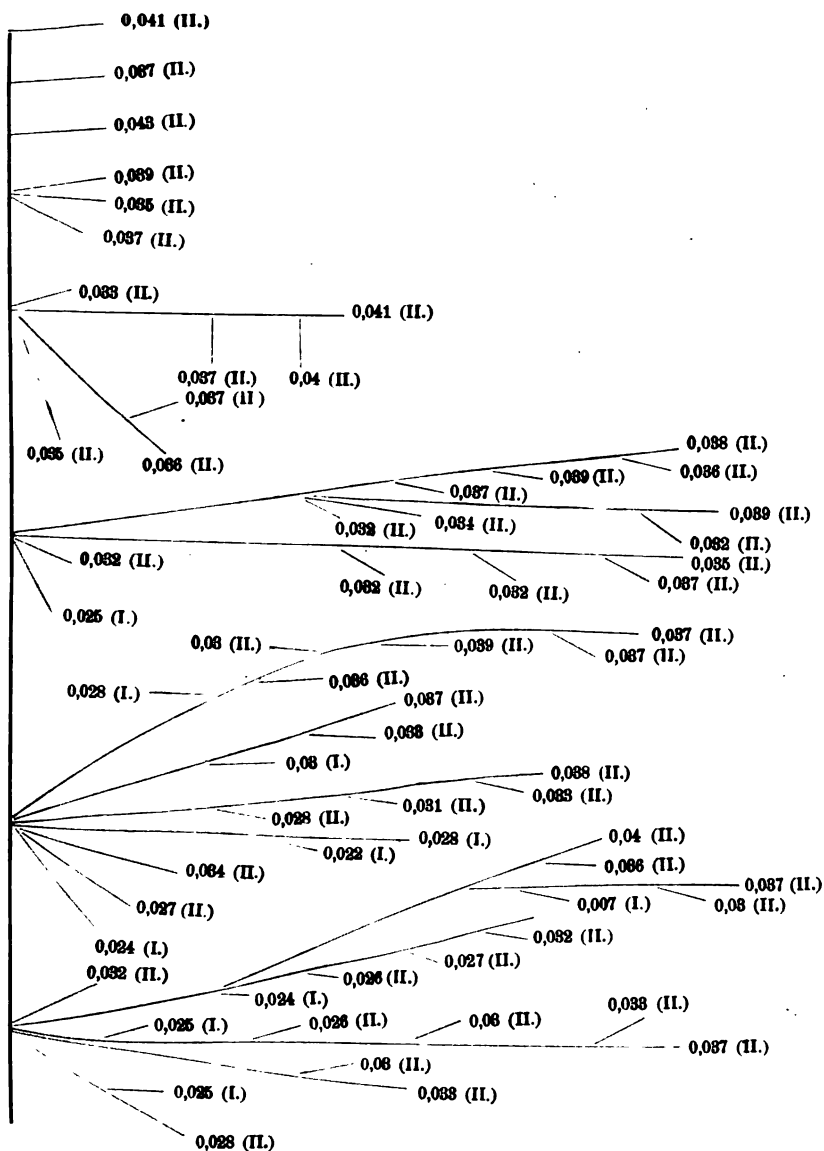 0,041 (II.)
0,037 (II.)
0,043 (II.)
0,039 (II.)
0,035 (II.)
0,037 (II.)
0,033 (II.)
0,041 (II.)
0,037 (II.)
0,04 (II.)
0,037 (II)
0,035 (II.)
0,036 (II.)
0,038 (II.)
0,039 (II.)
0,036 (II.)
0,037 (II.)
0,032 (II.)
0,034 (II.)
0,039 (II.)
0,032 (II.)
0,032 (II.)
0,035 (II.)
0,032 (II.)
0,032 (II.)
0,037 (II.)
0,025 (I.)
0,03 (II.)
0,039 (II.)
0,037 (II.)
0,037 (II.)
0,028 (I.)
0,036 (II.)
0,037 (II.)
0,033 (II.)
0,03 (I.)
0,038 (II.)
0,033 (II.)
0,031 (II.)
0,028 (II.)
0,028 (I.)
0,022 (I.)
0,04 (II.)
0,036 (II.)
0,034 (II.)
0,037 (II.)
0,007 (I.)
0,03 (II.)
0,027 (II.)
0,024 (I.)
0,032 (II.)
0,032 (II.)
0,027 (II.)
0,026 (II.)
0,024 (I.)
0,033 (II.)
0,025 (I.)
0,026 (II.)
0,03 (II.)
0,037 (II.)
0,03 (II.)
0,025 (I.)
0,033 (II.)
0,028 (II.)